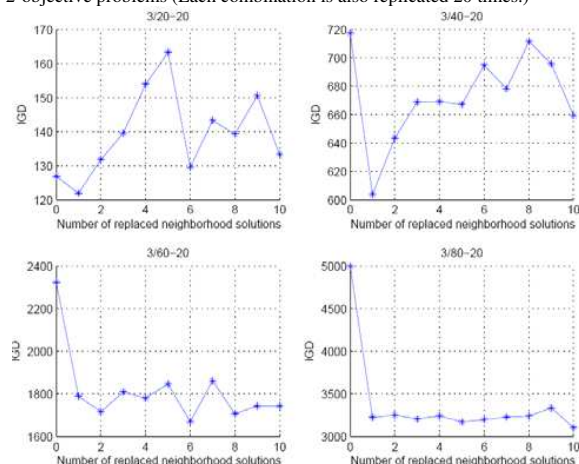 2-objective problems (Each combination is also replicated 20 times.)
3/20-20
170
160
150
140
130
120
IGD
0 2 4 6 8 10
Number of replaced neighborhood solutions
3/40-20
720
700
680
660
640
620
600
IGD
0 2 4 6 8 10
Number of replaced neighborhood solutions
3/60-20
2400
2200
2000
1800
1600
IGD
0 2 4 6 8 10
Number of replaced neighborhood solutions
3/80-20
5000
4500
4000
3500
3000
IGD
0 2 4 6 8 10
Number of replaced neighborhood solutions